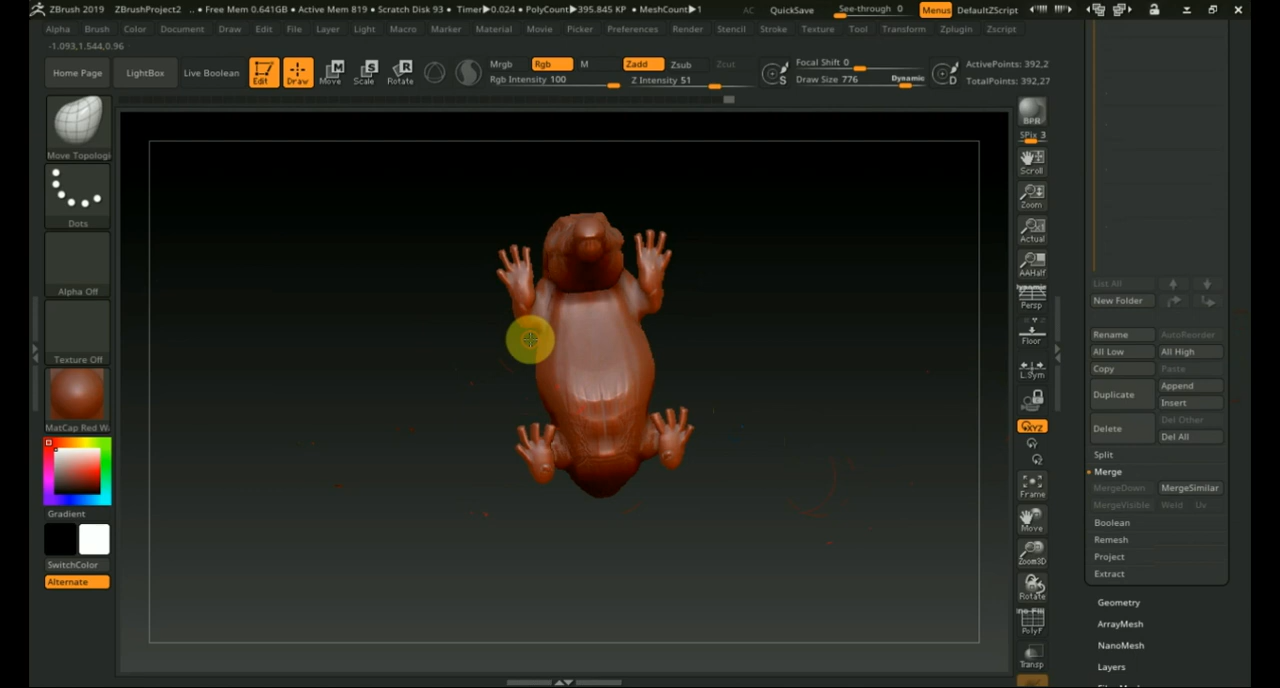 ZBrush 2019 ZBrushProject2 .. • Free Mem 0.641GB • Active Mem 819 • Scratch Disk 93 • Timer▶0.024 • PolyCount▶395.845 KP • MeshCount▶1 AC QuickSave See-through 0 Menus DefaultZScript
Alpha Brush Color Document Draw Edit File Layer Light Macro Marker Material Movie Picker Preferences Render Stencil Stroke Texture Tool Transform Zplugin Zscript
-1.093,1.544,0.96
Home Page LightBox Live Boolean Edit Draw Move Scale Rotate
Mrgb Rgb M Zadd Zsub Zcut
Rgb Intensity 100 Z Intensity 51
S Focal Shift 0
Draw Size 776 Dynamic D
ActivePoints: 392,2
TotalPoints: 392,27
Move Topologi
Dots
Alpha Off
Texture Off
MatCap Red W
Gradient
SwitchColor
Alternate
BPR
SPix 3
Scroll
Zoom
Actual
AAHalf
Dynamic
Persp
Floor
L.Sym
XYZ
Frame
Move
Zoom3D
Rotate
PolyF
Transp
List All
New Folder
Rename AutoReorder
All Low All High
Copy Paste
Duplicate Append
Insert
Delete Del Other
Del All
Split
Merge
MergeDown MergeSimilar
MergeVisible Weld Uv
Boolean
Remesh
Project
Extract
Geometry
ArrayMesh
NanoMesh
Layers